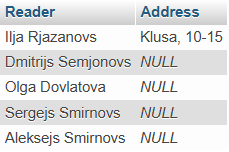 Reader Address
Ilja Rjazanovs Klusa, 10-15
Dmitrijs Semjonovs NULL
Olga Dovlatova NULL
Sergejs Smirnovs NULL
Aleksejs Smirnovs NULL